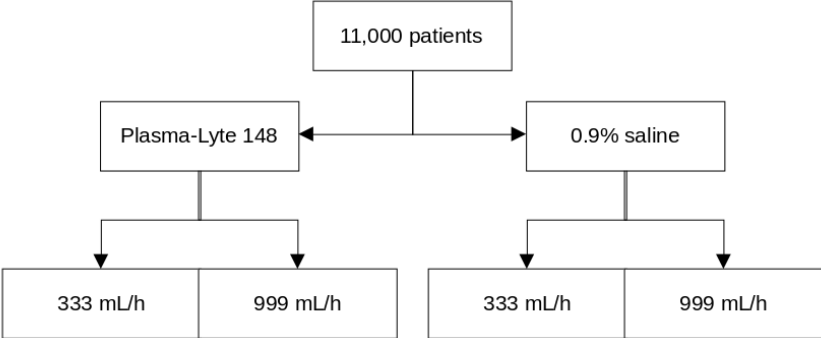 11,000 patients
Plasma-Lyte 148
0.9% saline
333 mL/h
999 mL/h
333 mL/h
999 mL/h